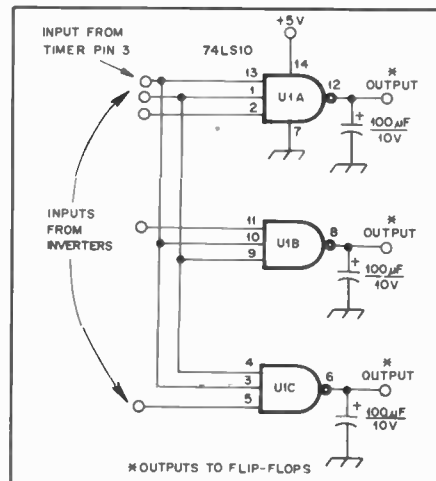 INPUT FROM
TIMER PIN 3
74LS10
+5V
14
13
1
2
U1A
12
7
*
OUTPUT
+
100µF
10V
INPUTS
FROM
INVERTERS
11
10
9
U1B
8
*
OUTPUT
+
100µF
10V
4
3
5
U1C
6
*
OUTPUT
+
100µF
10V
*OUTPUTS TO FLIP-FLOPS